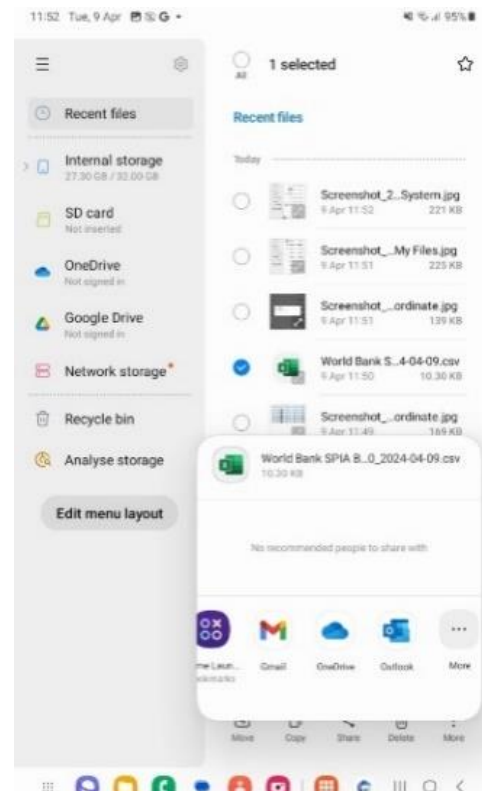 11:52 Tue, 9 Apr
95%
All
1 selected
Recent files
Internal storage
27.30 GB / 32.00 GB
SD card
Not inserted
OneDrive
Not signed in
Google Drive
Not signed in
Network storage
Recycle bin
Analyse storage
Edit menu layout
Recent files
Today
Screenshot_2...System.jpg
9 Apr 11:52 221 KB
Screenshot_...My Files.jpg
9 Apr 11:51 225 KB
Screenshot_...ordinate.jpg
9 Apr 11:51 139 KB
World Bank S...4-04-09.csv
9 Apr 11:50 10.30 KB
Screenshot_...ordinate.jpg
9 Apr 11:49 169 KB
World Bank SPIA B...0_2024-04-09.csv
10.30 KB
No recommended people to share with
Gmail
OneDrive
Outlook
More
Move
Copy
Share
Delete
More